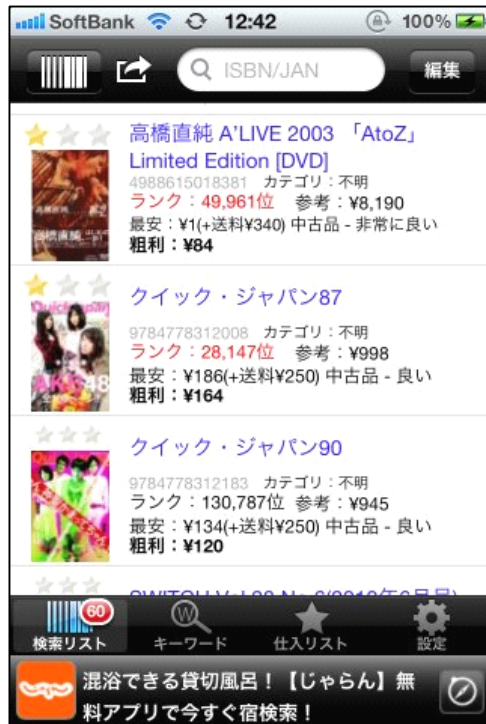 SoftBank 12:42 100%
ISBN/JAN 編集
高橋直純 A'LIVE 2003 「AtoZ」
Limited Edition [DVD]
4988615018381 カテゴリ：不明
ランク：49,961位 参考：¥8,190
最安：¥1(+送料¥340) 中古品 - 非常に良い
粗利：¥84
クイック・ジャパン87
9784778312008 カテゴリ：不明
ランク：28,147位 参考：¥998
最安：¥186(+送料¥250) 中古品 - 良い
粗利：¥164
AKB48
クイック・ジャパン90
9784778312183 カテゴリ：不明
ランク：130,787位 参考：¥945
最安：¥134(+送料¥250) 中古品 - 良い
粗利：¥120
60
検索リスト キーワード 仕入リスト 設定
混浴できる貸切風呂！【じゃらん】無
料アプリで今すぐ宿検索！